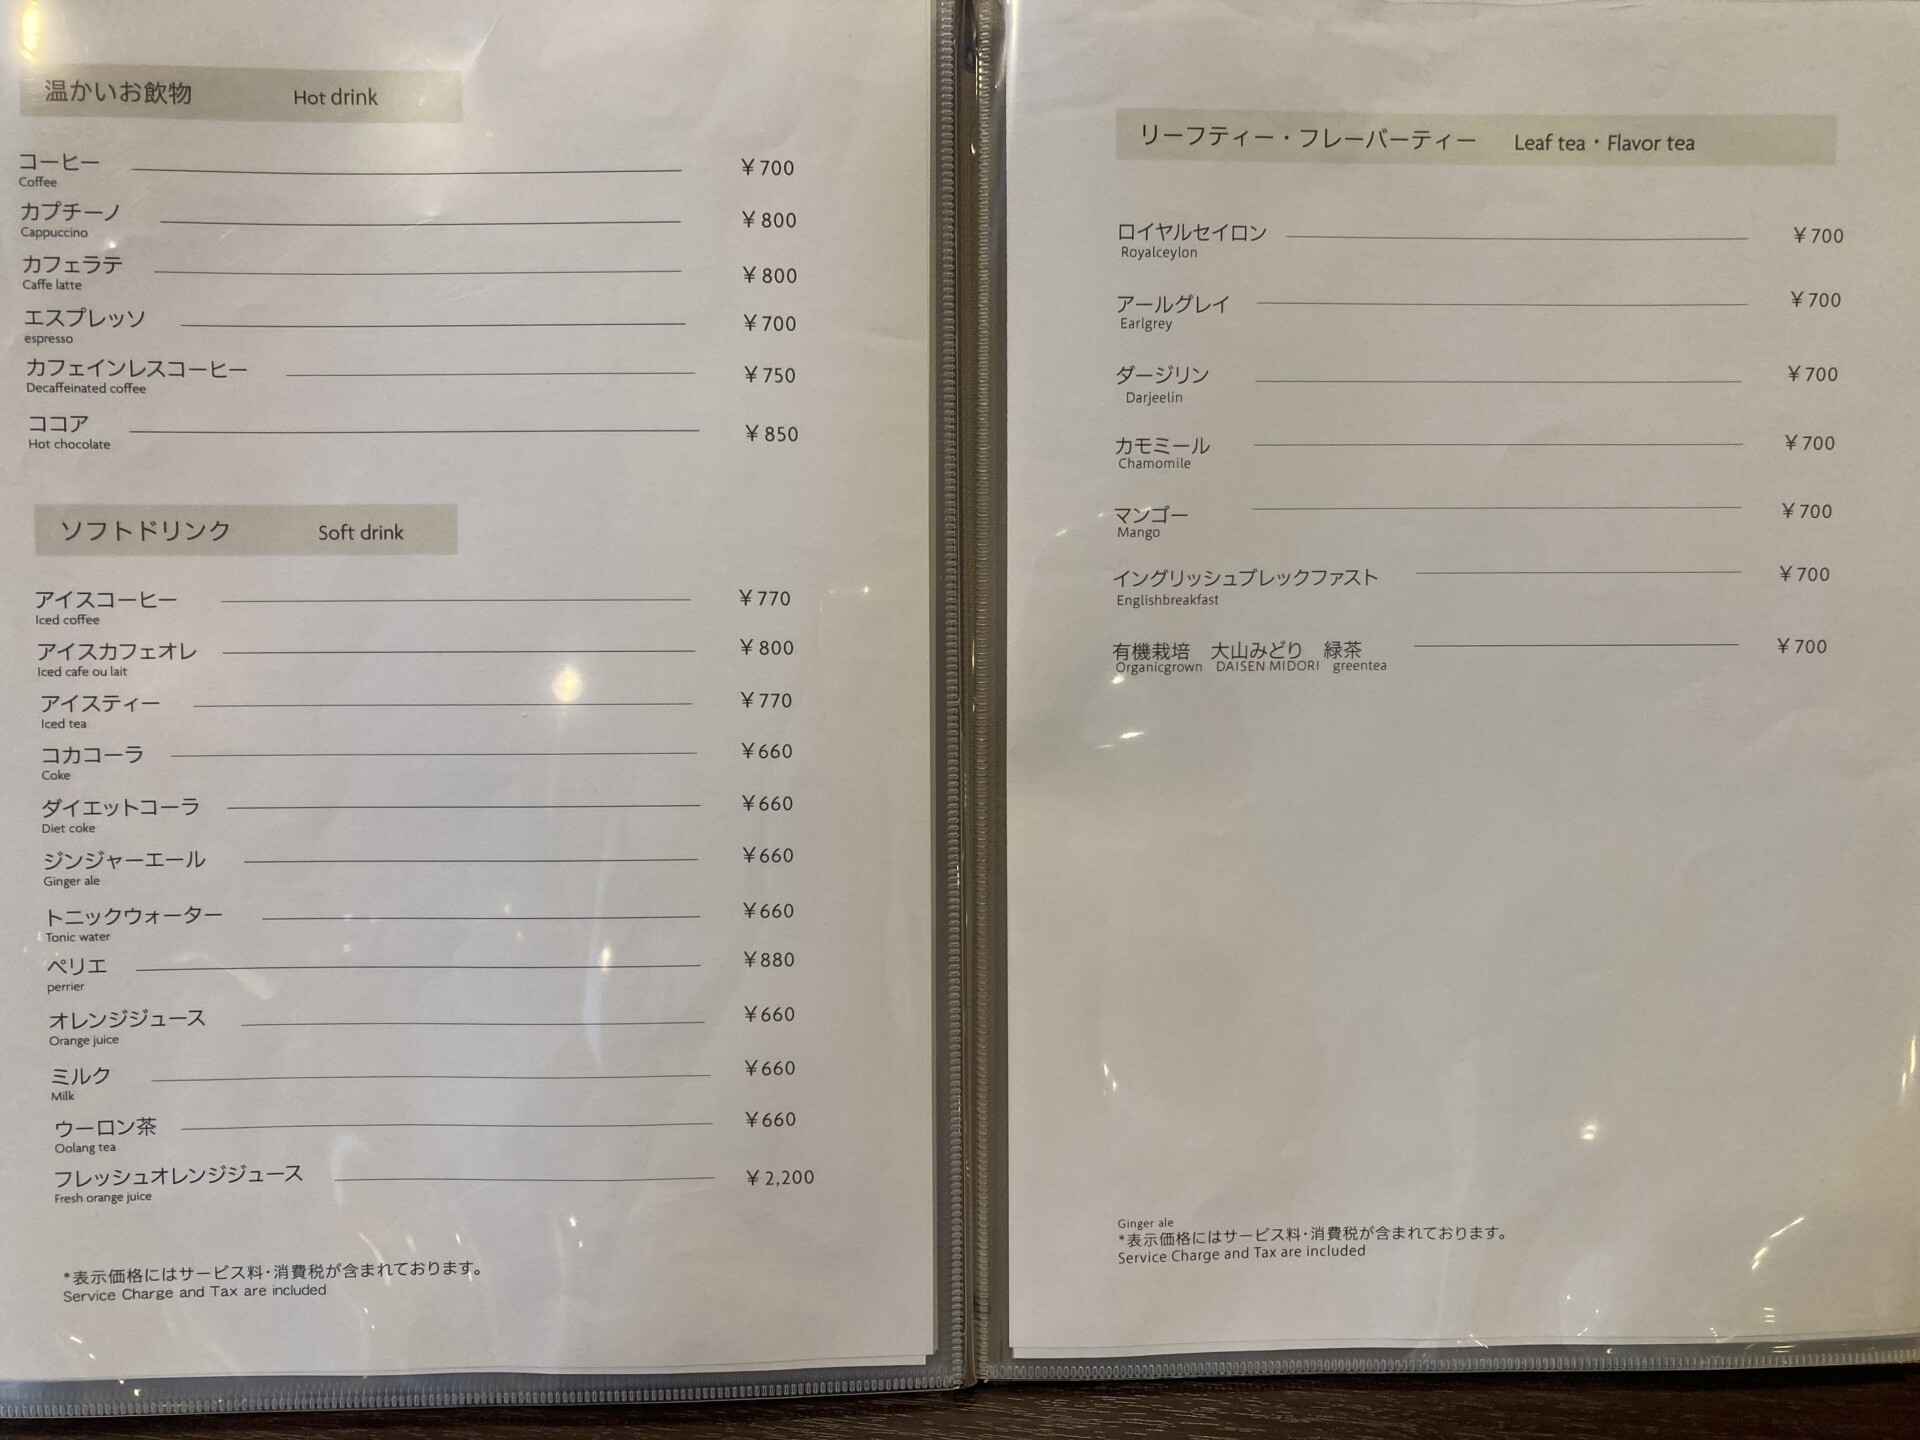 温かいお飲物 Hot drink
コーヒー ¥700
Coffee
カプチーノ ¥800
Cappuccino
カフェラテ ¥800
Caffe latte
エスプレッソ ¥700
espresso
カフェインレスコーヒー ¥750
Decaffeinated coffee
ココア ¥850
Hot chocolate
ソフトドリンク Soft drink
アイスコーヒー ¥770
Iced coffee
アイスカフェオレ ¥800
Iced cafe ou lait
アイスティー ¥770
Iced tea
コカコーラ ¥660
Coke
ダイエットコーラ ¥660
Diet coke
ジンジャーエール ¥660
Ginger ale
トニックウォーター ¥660
Tonic water
ペリエ ¥880
perrier
オレンジジュース ¥660
Orange juice
ミルク ¥660
Milk
ウーロン茶 ¥660
Oolang tea
フレッシュオレンジジュース ¥2,200
Fresh orange juice
*表示価格にはサービス料・消費税が含まれております。
Service Charge and Tax are included
リーフティー・フレーバーティー Leaf tea・Flavor tea
ロイヤルセイロン ¥700
Royalceylon
アールグレイ ¥700
Earlgrey
ダージリン ¥700
Darjeelin
カモミール ¥700
Chamomile
マンゴー ¥700
Mango
イングリッシュブレックファスト ¥700
Englishbreakfast
有機栽培 大山みどり 緑茶 ¥700
Organicgrown DAISEN MIDORI greentea
Ginger ale
*表示価格にはサービス料・消費税が含まれております。
Service Charge and Tax are included